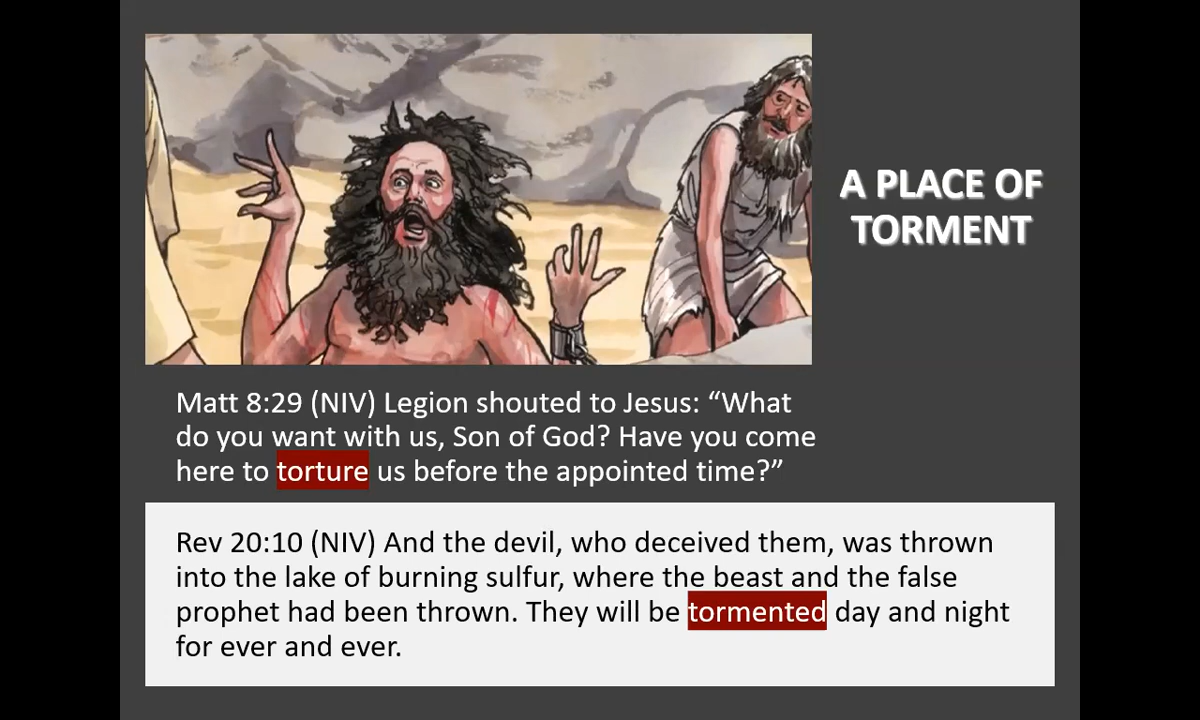 A PLACE OF
TORMENT
Matt 8:29 (NIV) Legion shouted to Jesus: “What
do you want with us, Son of God? Have you come
here to torture us before the appointed time?”
Rev 20:10 (NIV) And the devil, who deceived them, was thrown
into the lake of burning sulfur, where the beast and the false
prophet had been thrown. They will be tormented day and night
for ever and ever.